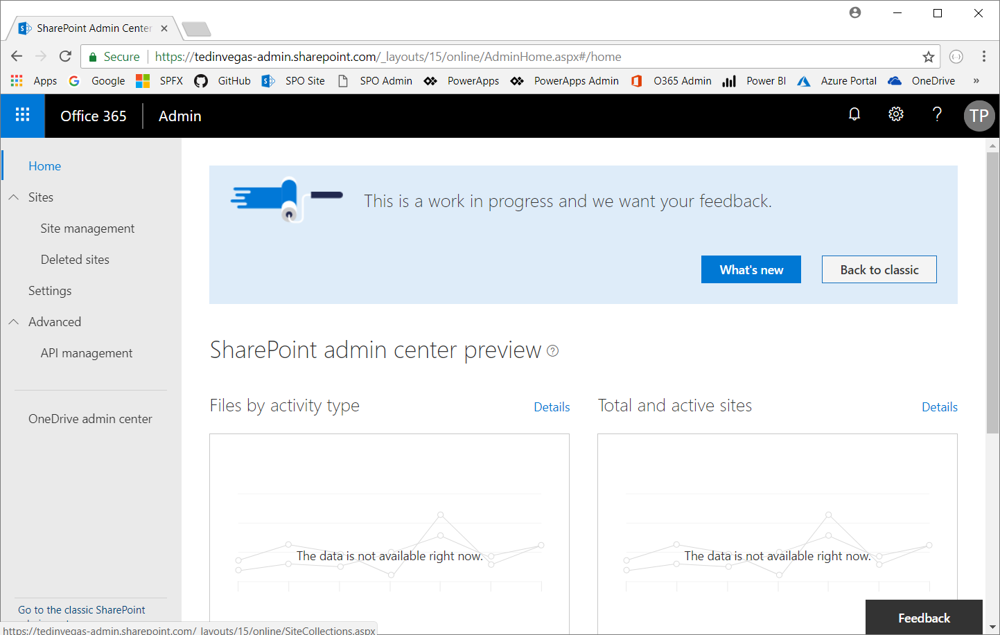 SharePoint Admin Center
Secure
https://tedinvegas-admin.sharepoint.com/_layouts/15/online/AdminHome.aspx#/home
Apps
Google
SPFX
GitHub
SPO Site
SPO Admin
PowerApps
PowerApps Admin
O365 Admin
Power BI
Azure Portal
OneDrive
»
Office 365
Admin
?
TP
Home
Sites
Site management
Deleted sites
Settings
Advanced
API management
OneDrive admin center
Go to the classic SharePoint
https://tedinvegas-admin.sharepoint.com/_layouts/15/online/SiteCollections.aspx
This is a work in progress and we want your feedback.
What's new
Back to classic
SharePoint admin center preview ?
Files by activity type
Details
The data is not available right now.
Total and active sites
Details
The data is not available right now.
Feedback